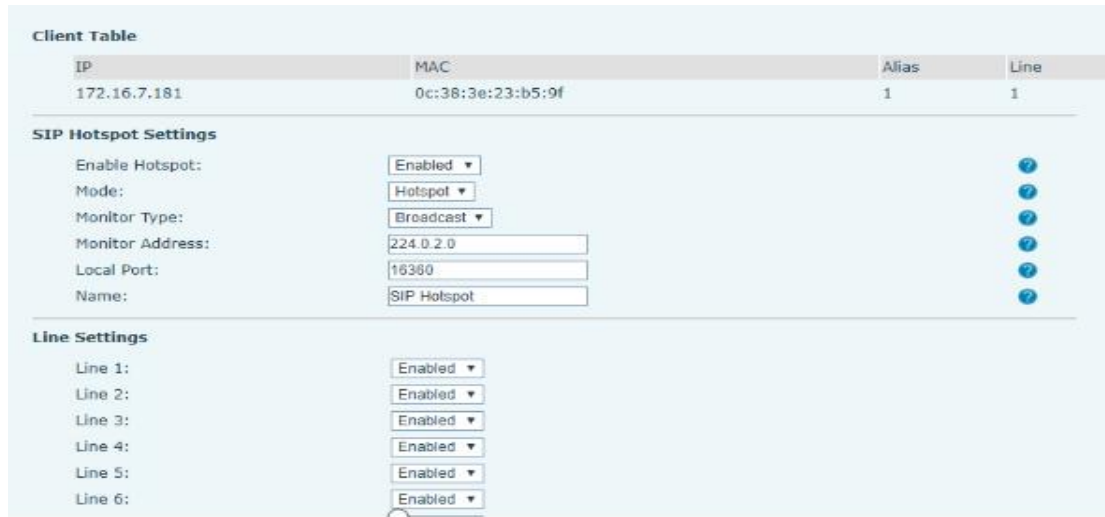 Client Table
IP MAC Alias Line
172.16.7.181 0c:38:3e:23:b5:9f 1 1
SIP Hotspot Settings
Enable Hotspot: Enabled
Mode: Hotspot
Monitor Type: Broadcast
Monitor Address: 224.0.2.0
Local Port: 16360
Name: SIP Hotspot
Line Settings
Line 1: Enabled
Line 2: Enabled
Line 3: Enabled
Line 4: Enabled
Line 5: Enabled
Line 6: Enabled